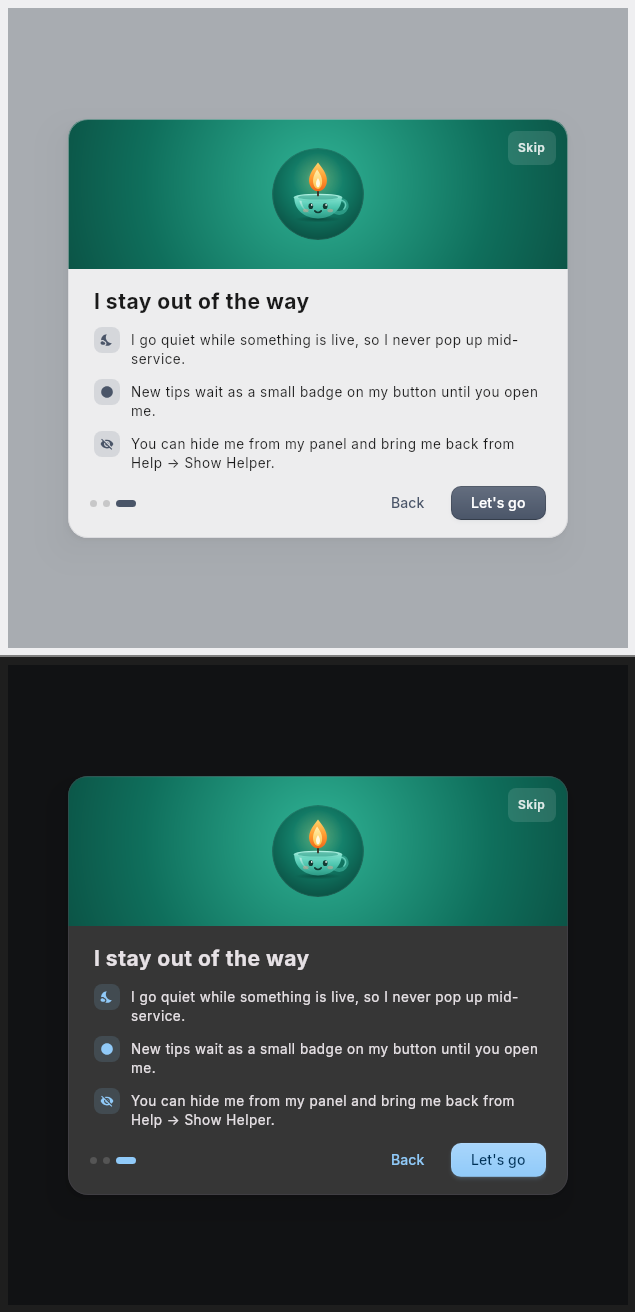 Skip
I stay out of the way
I go quiet while something is live, so I never pop up mid-
service.
New tips wait as a small badge on my button until you open
me.
You can hide me from my panel and bring me back from
Help → Show Helper.
Back
Let's go
Skip
I stay out of the way
I go quiet while something is live, so I never pop up mid-
service.
New tips wait as a small badge on my button until you open
me.
You can hide me from my panel and bring me back from
Help → Show Helper.
Back
Let's go